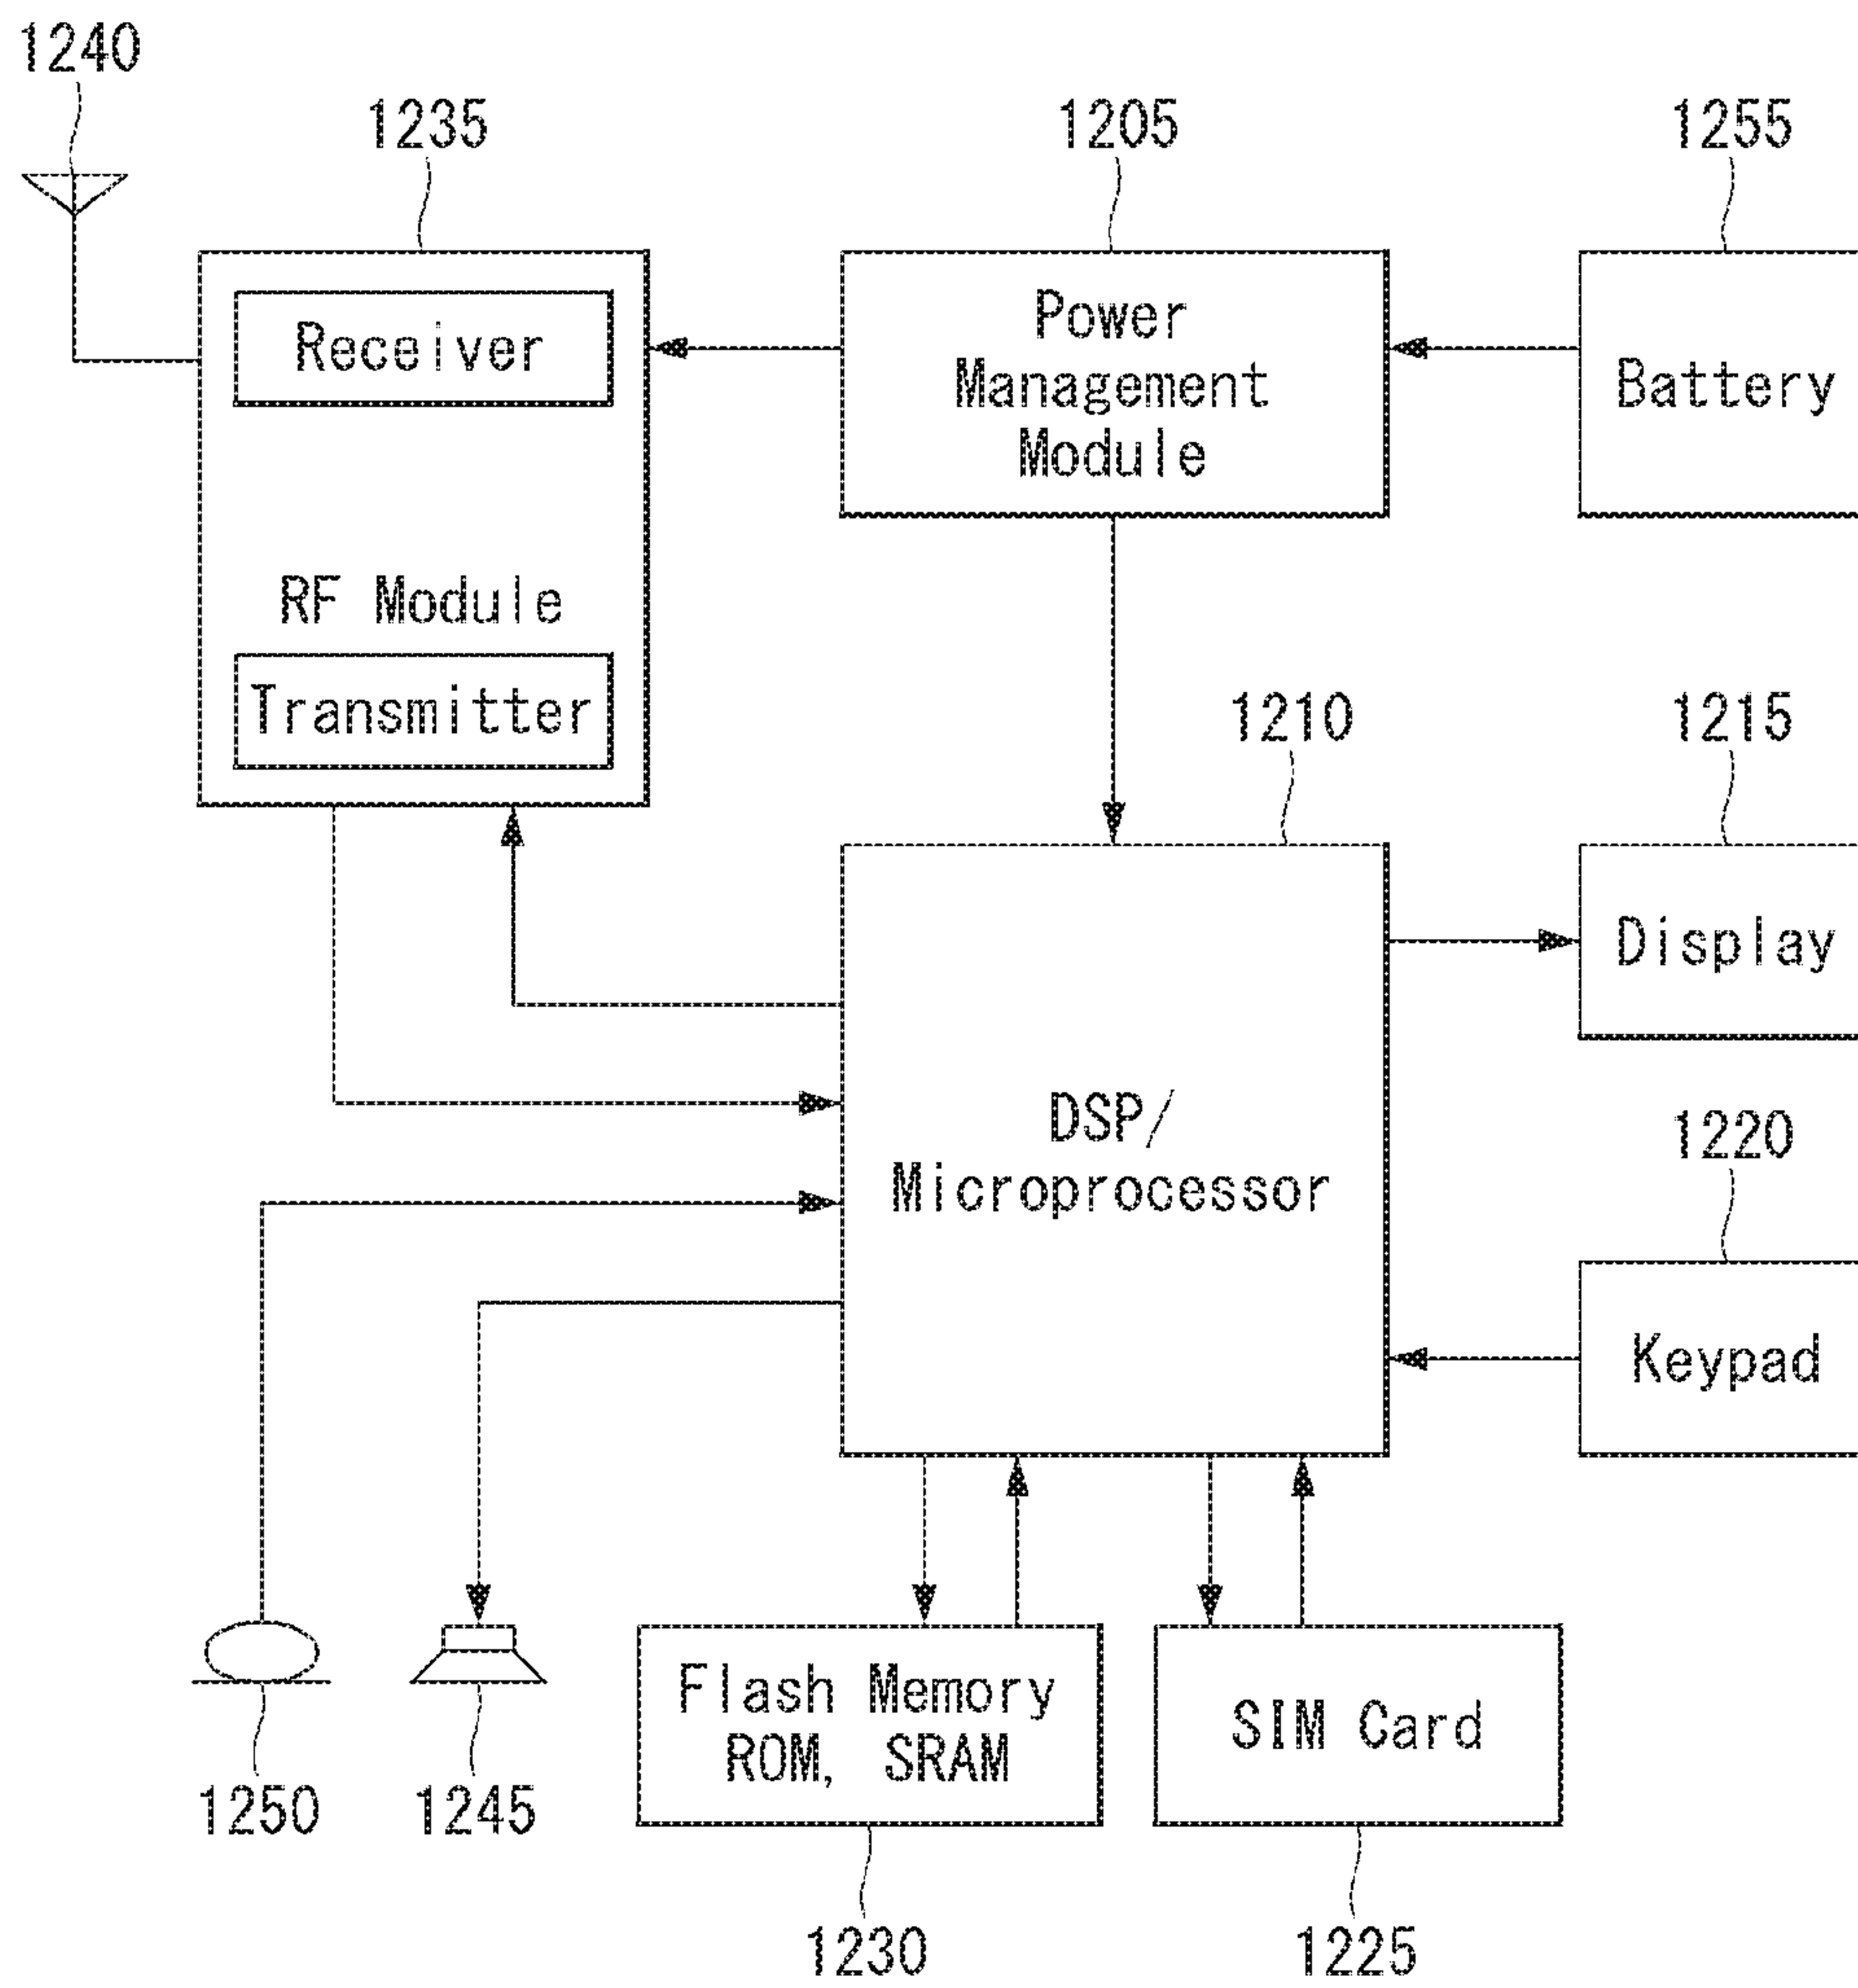 1240
1235
1205
1255
Receiver
Power
Management
Module
Battery
RF Module
Transmitter
1210
1215
Display
DSP/
Microprocessor
1220
Keypad
Flash Memory
ROM, SRAM
SIM Card
1250
1245
1230
1225